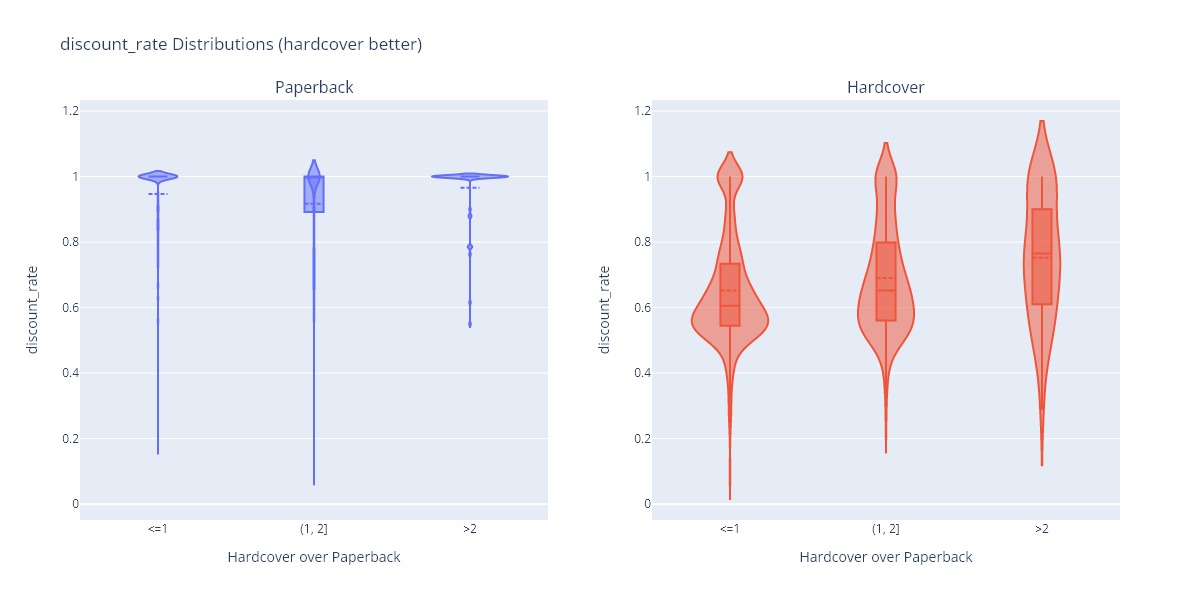 discount_rate Distributions (hardcover better)
Paperback
Hardcover
1.2
1
0.8
0.6
0.4
0.2
0
discount_rate
<=1
(1, 2]
>2
Hardcover over Paperback
1.2
1
0.8
0.6
0.4
0.2
0
discount_rate
<=1
(1, 2]
>2
Hardcover over Paperback